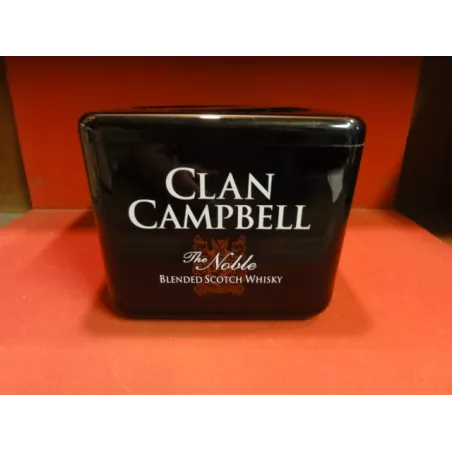 CLAN
CAMPBELL
The Noble
BLENDED SCOTCH WHISKY